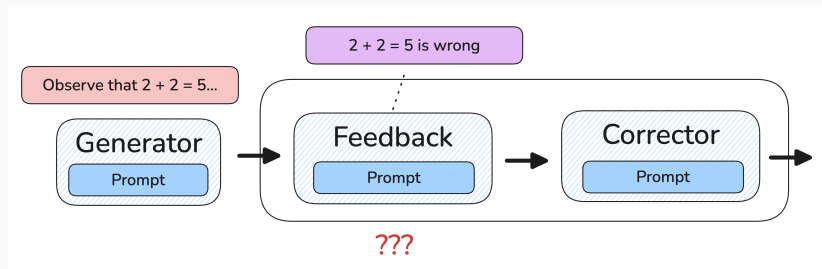 2 + 2 = 5 is wrong
Observe that 2 + 2 = 5...
Generator
Prompt
Feedback
Prompt
Corrector
Prompt
???